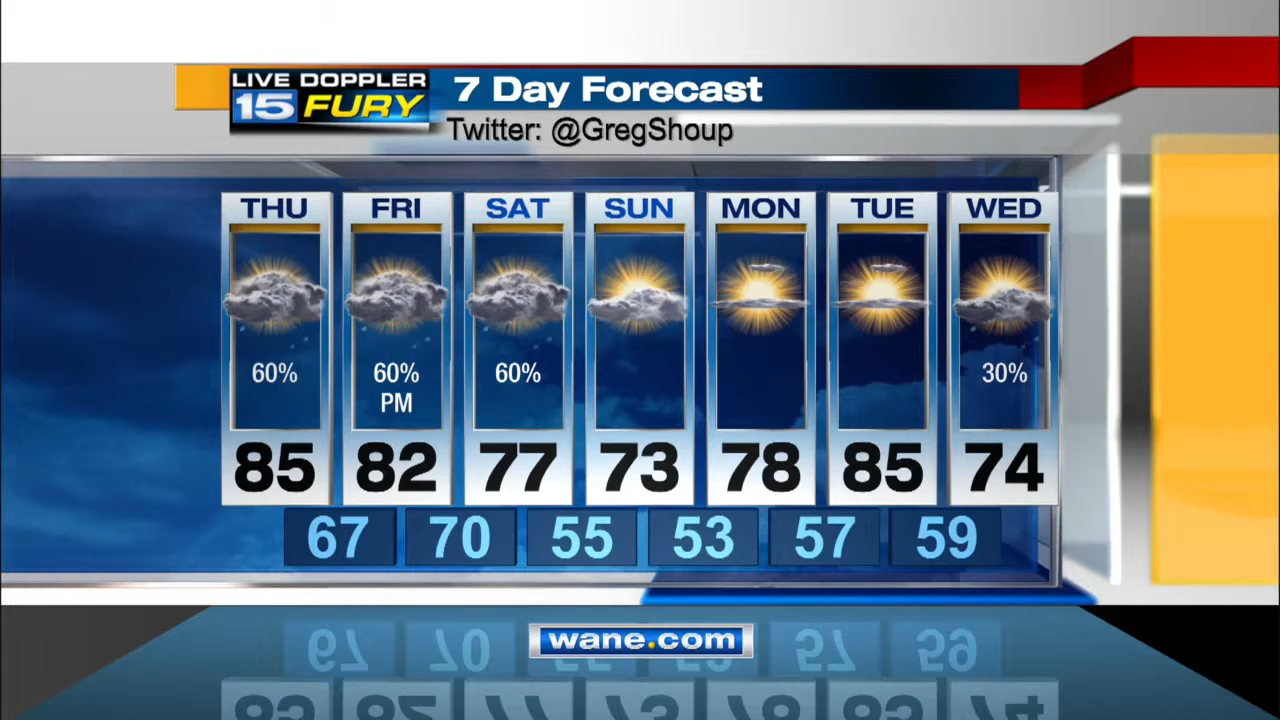 LIVE DOPPLER
15 FURY
7 Day Forecast
Twitter: @GregShoup
THU FRI SAT SUN MON TUE WED
60% 60% 60% 30%
PM
85 82 77 73 78 85 74
67 70 55 53 57 59
wane.com